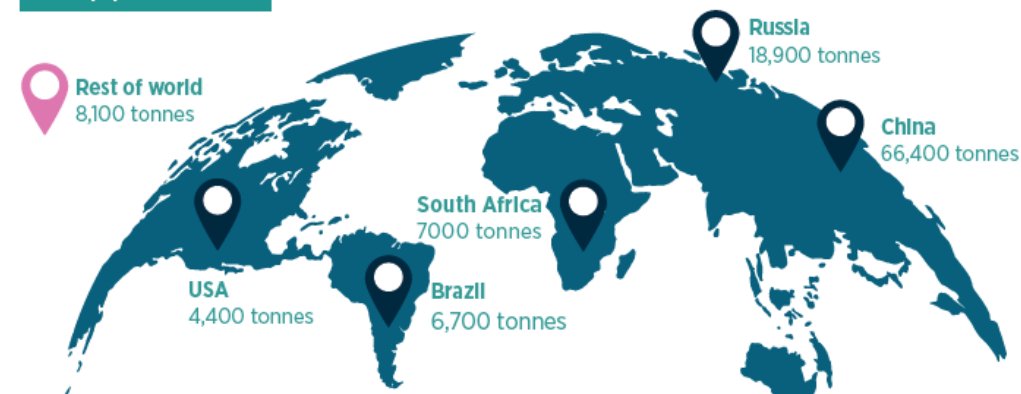 Russia
18,900 tonnes
Rest of world
8,100 tonnes
China
66,400 tonnes
South Africa
7000 tonnes
USA
4,400 tonnes
Brazil
6,700 tonnes